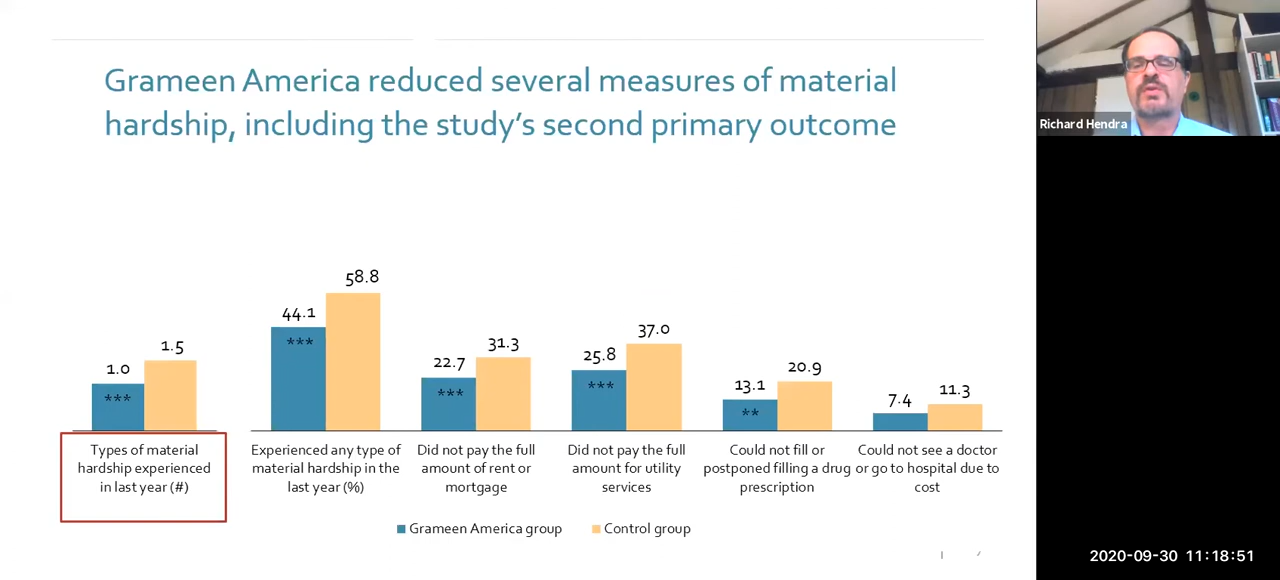 Grameen America reduced several measures of material
hardship, including the study's second primary outcome
Richard Hendra
58.8
44.1
***
1.5
1.0
***
31.3
22.7
***
37.0
25.8
***
20.9
13.1
**
11.3
7.4
Types of material
hardship experienced
in last year (#)
Experienced any type of
material hardship in the
last year (%)
Did not pay the full
amount of rent or
mortgage
Did not pay the full
amount for utility
services
Could not fill or
postponed filling a drug
prescription
Could not see a doctor
or go to hospital due to
cost
Grameen America group
Control group
2020-09-30 11:18:51